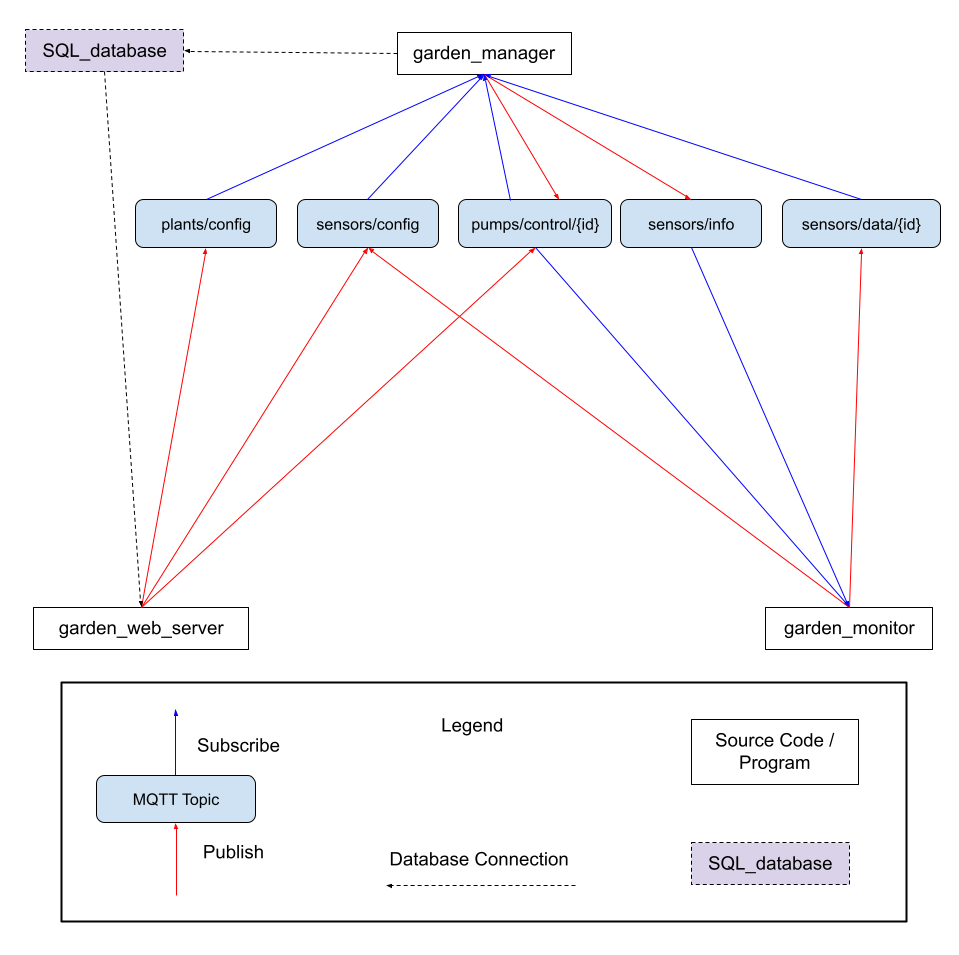 SQL_database
garden_manager
plants/config
sensors/config
pumps/control/{id}
sensors/info
sensors/data/{id}
garden_web_server
garden_monitor
Legend
Subscribe
Source Code /
Program
MQTT Topic
Publish
Database Connection
SQL_database